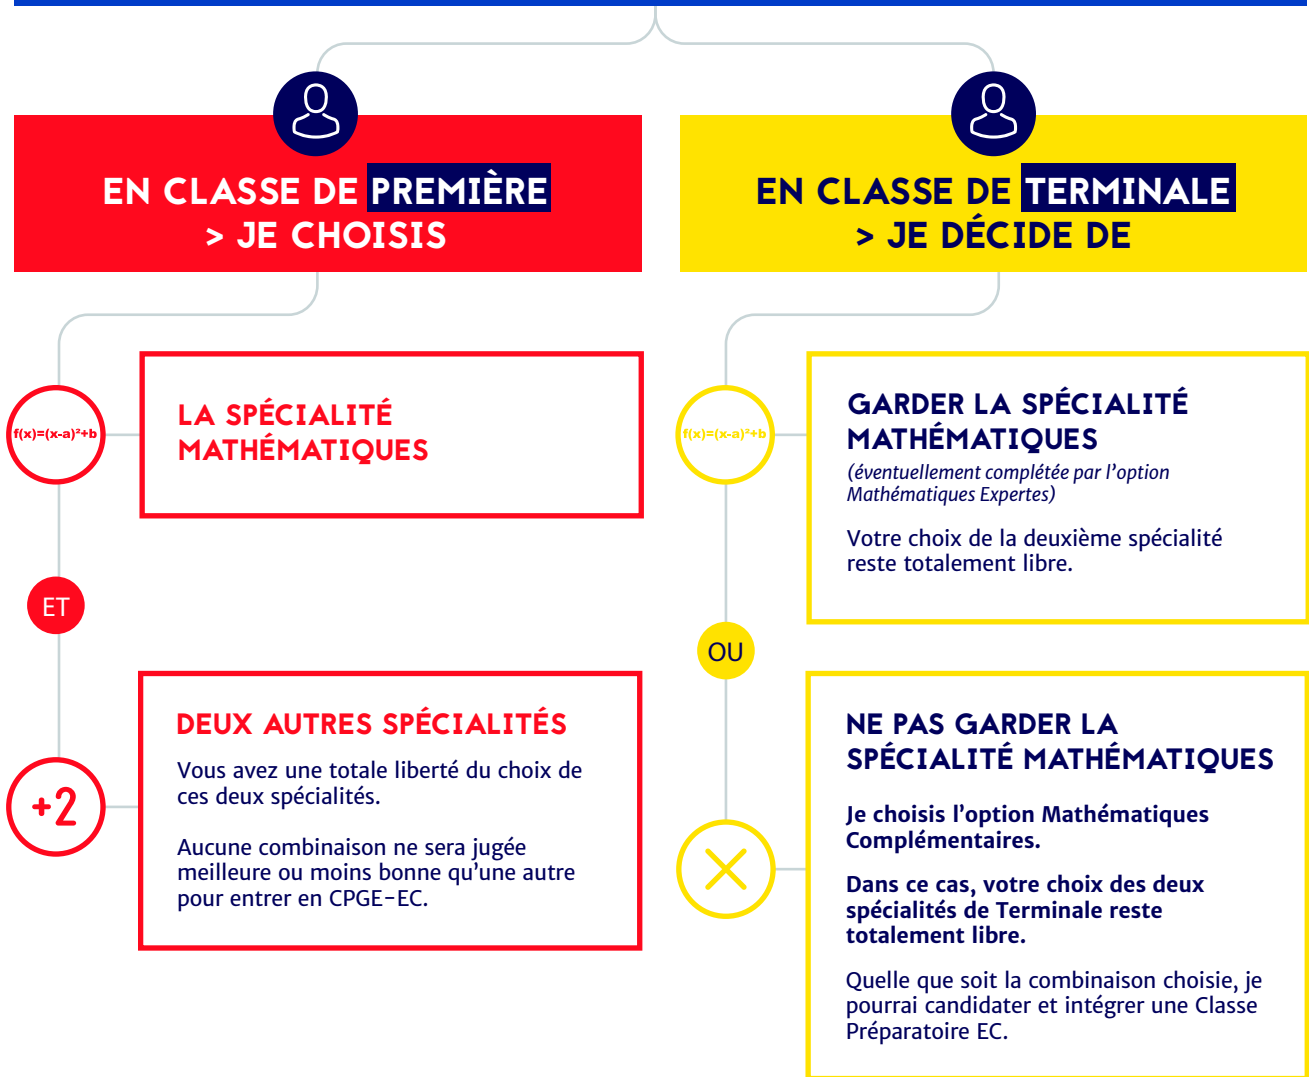 EN CLASSE DE PREMIÈRE
> JE CHOISIS
f(x)=(x-a)²+b
LA SPÉCIALITÉ
MATHÉMATIQUES
ET
+2
DEUX AUTRES SPÉCIALITÉS
Vous avez une totale liberté du choix de
ces deux spécialités.
Aucune combinaison ne sera jugée
meilleure ou moins bonne qu’une autre
pour entrer en CPGE-EC.
EN CLASSE DE TERMINALE
> JE DÉCIDE DE
f(x)=(x-a)²+b
GARDER LA SPÉCIALITÉ
MATHÉMATIQUES
(éventuellement complétée par l’option
Mathématiques Expertes)
Votre choix de la deuxième spécialité
reste totalement libre.
OU
NE PAS GARDER LA
SPÉCIALITÉ MATHÉMATIQUES
Je choisis l’option Mathématiques
Complémentaires.
Dans ce cas, votre choix des deux
spécialités de Terminale reste
totalement libre.
Quelle que soit la combinaison choisie, je
pourrai candidater et intégrer une Classe
Préparatoire EC.